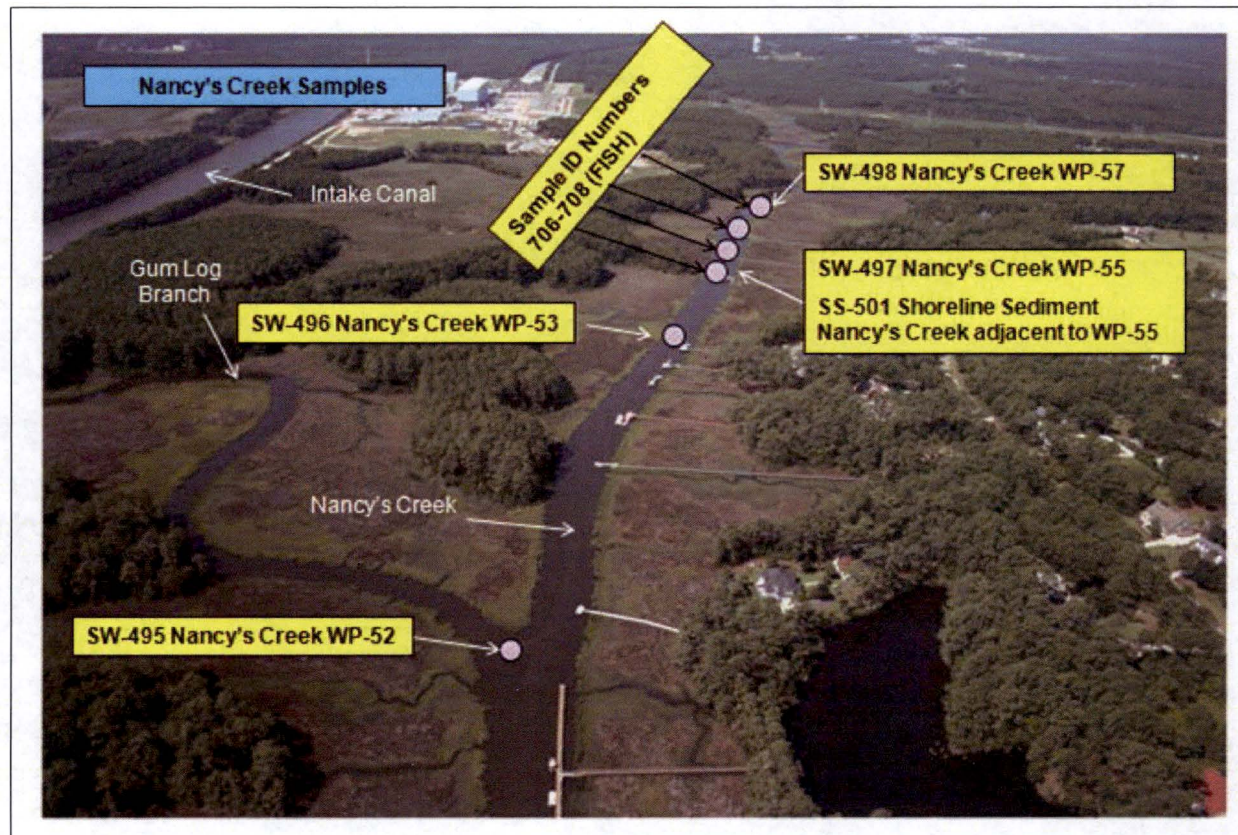 Nancy's Creek Samples
Sample ID Numbers
706-708 (FISH)
Intake Canal
SW-498 Nancy's Creek WP-57
Gum Log
Branch
SW-497 Nancy's Creek WP-55
SS-501 Shoreline Sediment
Nancy's Creek adjacent to WP-55
SW-496 Nancy's Creek WP-53
Nancy's Creek
SW-495 Nancy's Creek WP-52